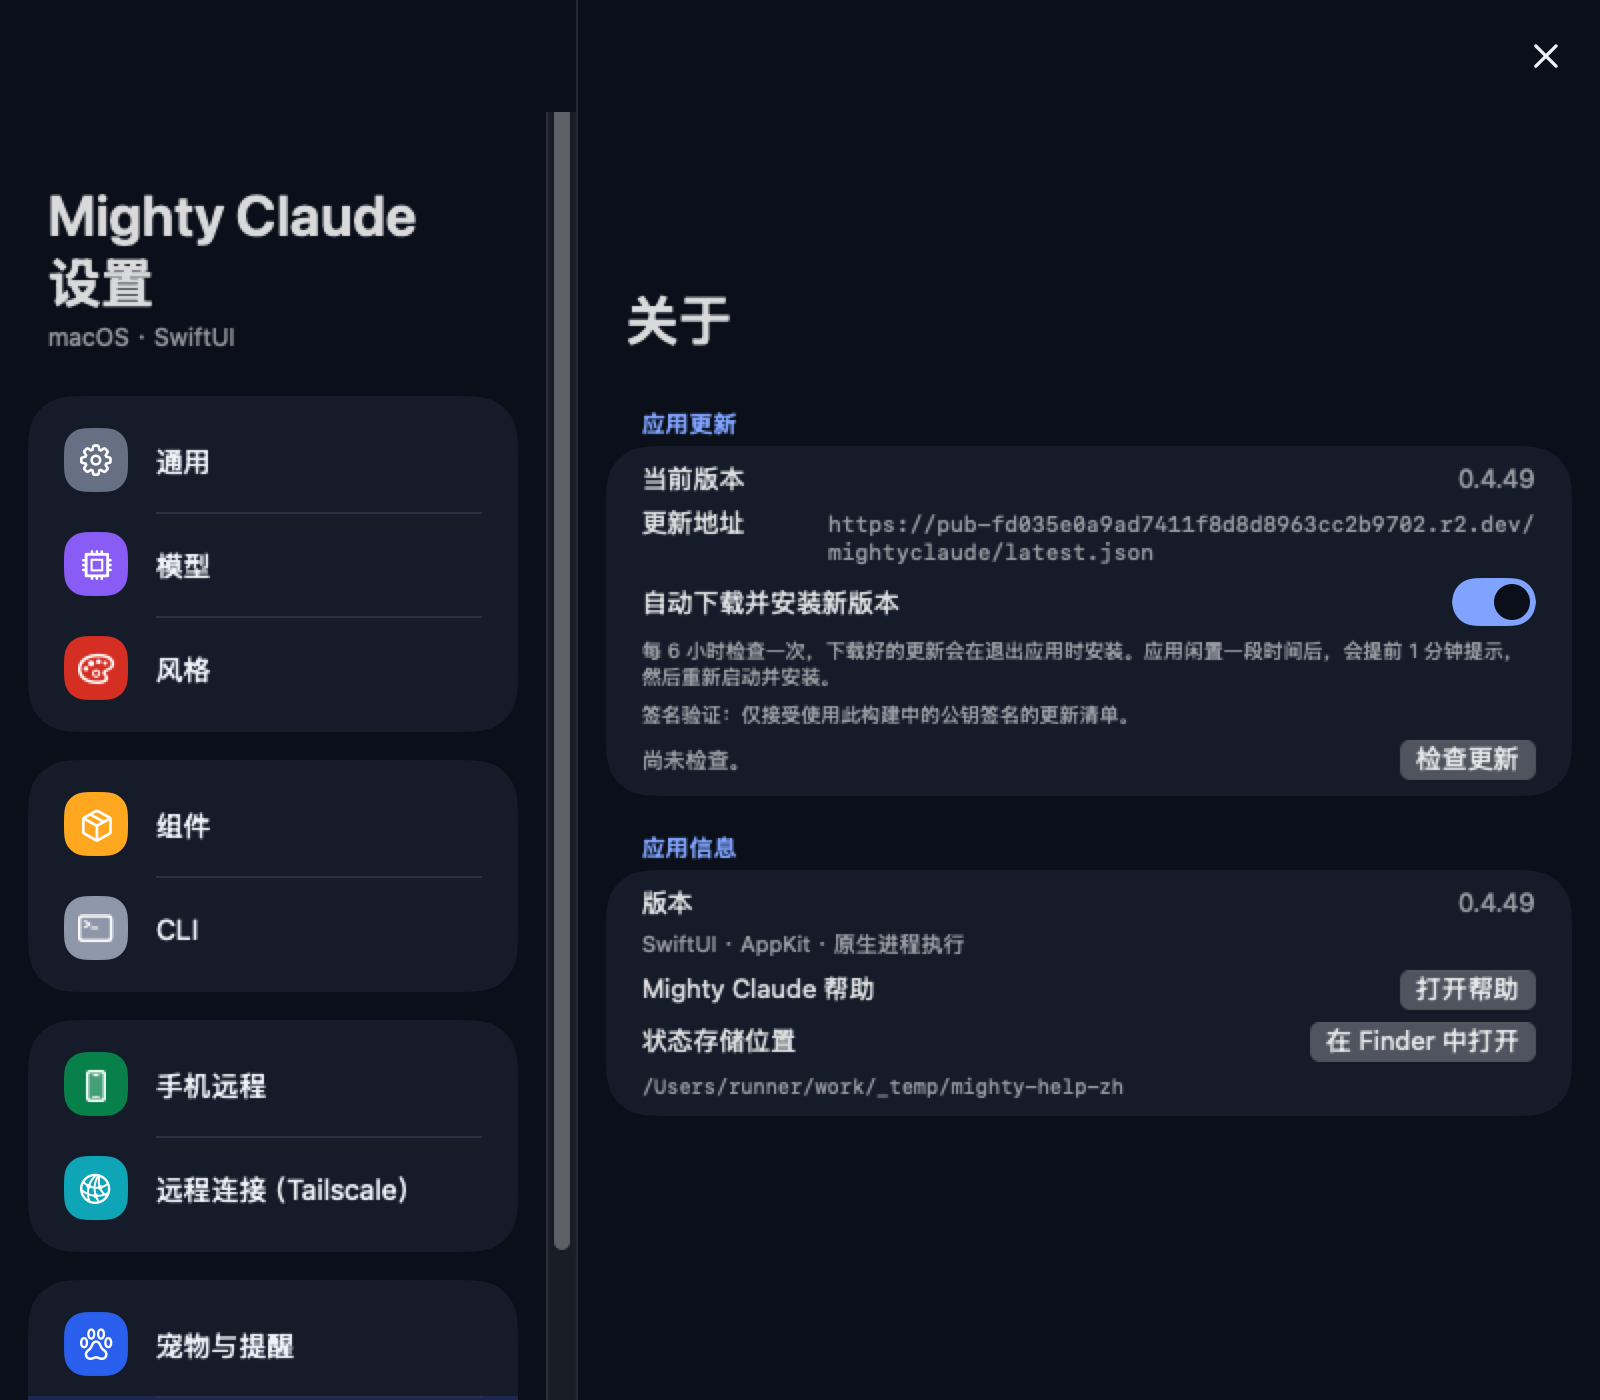 Mighty Claude
设置
macOS · SwiftUI
通用
模型
风格
组件
CLI
手机远程
远程连接 (Tailscale)
宠物与提醒
关于
应用更新
当前版本 0.4.49
更新地址 https://pub-fd035e0a9ad7411f8d8d8963cc2b9702.r2.dev/
mightyclaude/latest.json
自动下载并安装新版本
每 6 小时检查一次，下载好的更新会在退出应用时安装。应用闲置一段时间后，会提前 1 分钟提示，
然后重新启动并安装。
签名验证：仅接受使用此构建中的公钥签名的更新清单。
尚未检查。 检查更新
应用信息
版本 0.4.49
SwiftUI · AppKit · 原生进程执行
Mighty Claude 帮助 打开帮助
状态存储位置 在 Finder 中打开
/Users/runner/work/_temp/mighty-help-zh